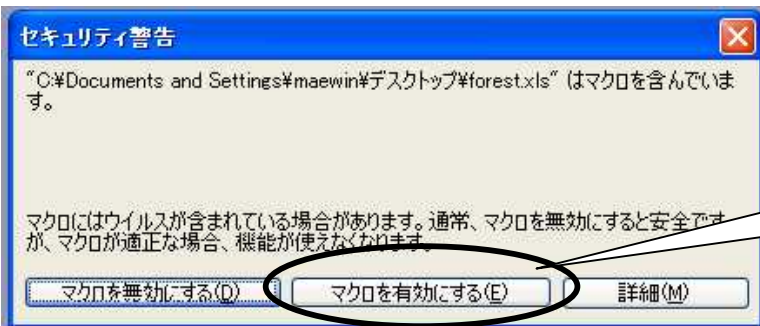 セキュリティ警告
"C:¥Documents and Settings¥maewin¥デスクトップ¥forest.xls" はマクロを含んでいま
す。
マクロにはウイルスが含まれている場合があります。通常、マクロを無効にすると安全です
が、マクロが適正な場合、機能が使えなくなります。
マクロを無効にする(D) マクロを有効にする(E) 詳細(M)